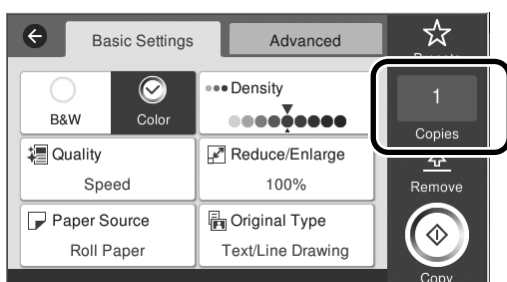 Basic Settings
Advanced
B&W
Color
Density
Quality
Speed
Reduce/Enlarge
100%
Paper Source
Roll Paper
Original Type
Text/Line Drawing
1
Copies
Remove
Copy